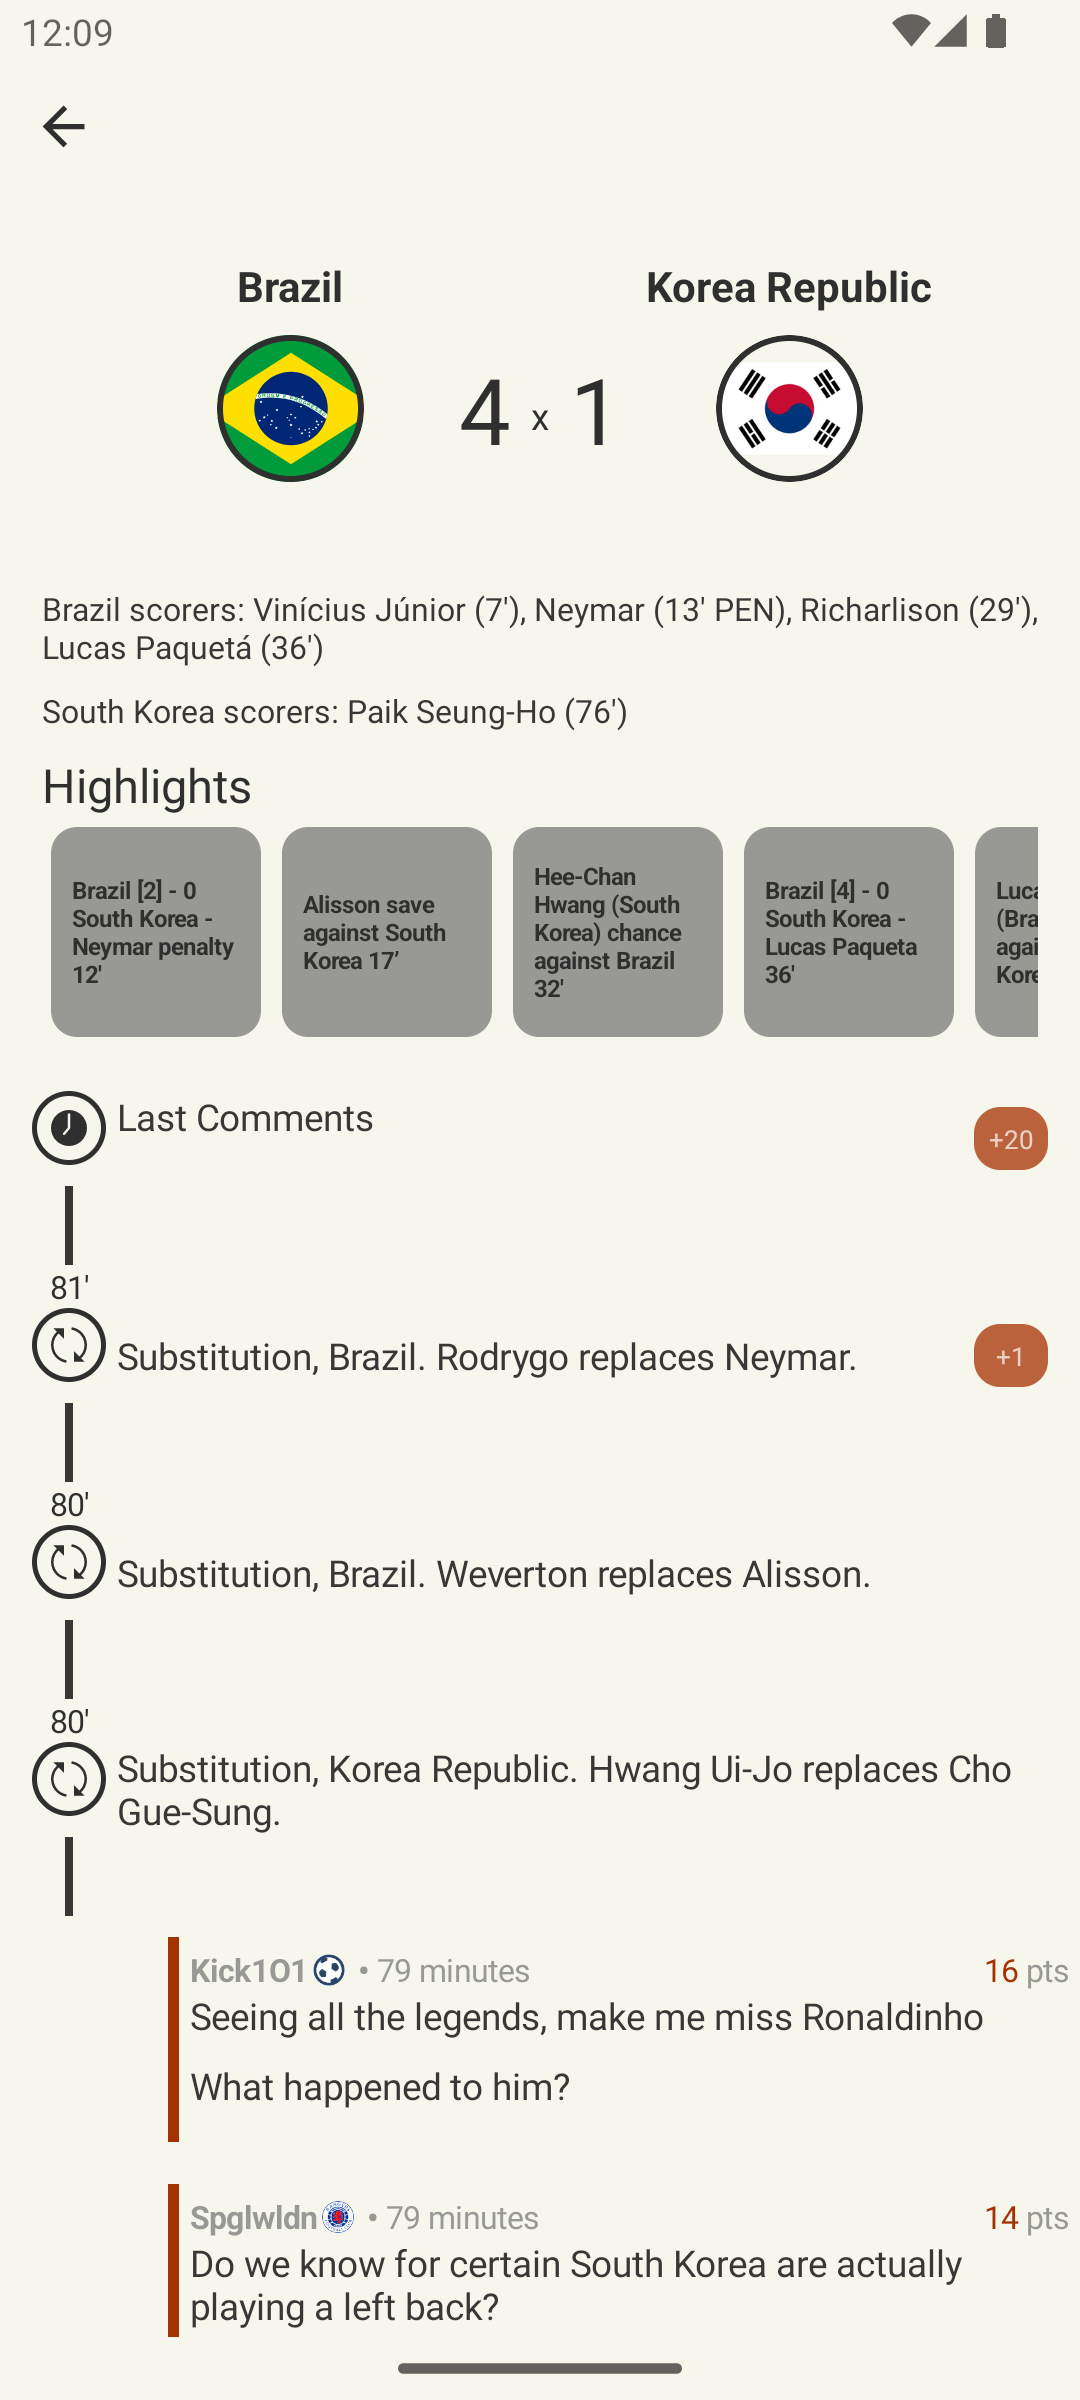 12:09
Brazil
Korea Republic
4 x 1
Brazil scorers: Vinícius Júnior (7'), Neymar (13' PEN), Richarlison (29'),
Lucas Paquetá (36')
South Korea scorers: Paik Seung-Ho (76')
Highlights
Brazil [2] - 0
South Korea -
Neymar penalty
12'
Alisson save
against South
Korea 17’
Hee-Chan
Hwang (South
Korea) chance
against Brazil
32'
Brazil [4] - 0
South Korea -
Lucas Paqueta
36'
Luca
(Bra
agai
Kore
Last Comments
+20
81'
Substitution, Brazil. Rodrygo replaces Neymar.
+1
80'
Substitution, Brazil. Weverton replaces Alisson.
80'
Substitution, Korea Republic. Hwang Ui-Jo replaces Cho
Gue-Sung.
Kick1O1 • 79 minutes
16 pts
Seeing all the legends, make me miss Ronaldinho
What happened to him?
Spglwldn • 79 minutes
14 pts
Do we know for certain South Korea are actually
playing a left back?